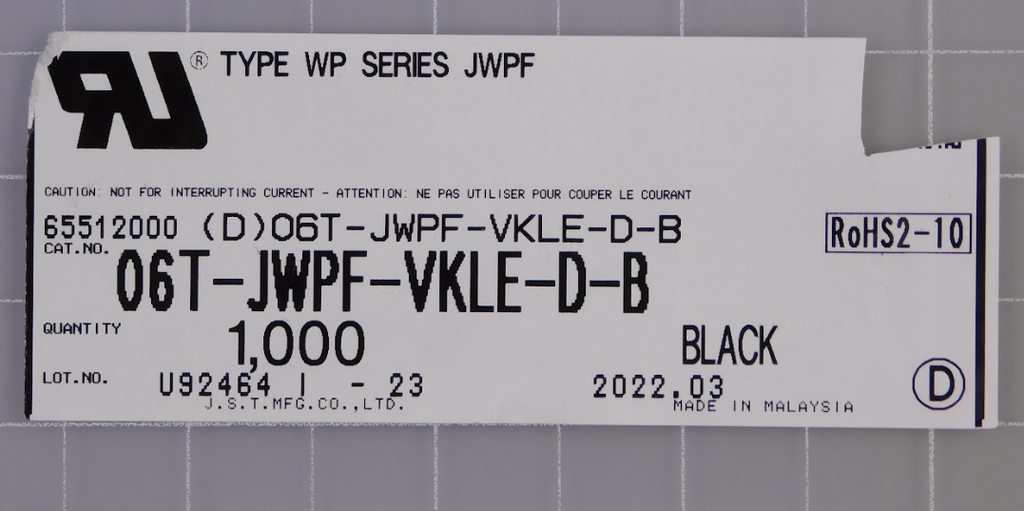 ® TYPE WP SERIES JWPF
CAUTION: NOT FOR INTERRUPTING CURRENT - ATTENTION: NE PAS UTILISER POUR COUPER LE COURANT
65512000 (D)06T-JWPF-VKLE-D-B
RoHS2-10
CAT.NO.
06T-JWPF-VKLE-D-B
QUANTITY
1,000
BLACK
LOT.NO.
U92464 | - 23
2022.03
D
J.S.T.MFG.CO.,LTD.
MADE IN MALAYSIA